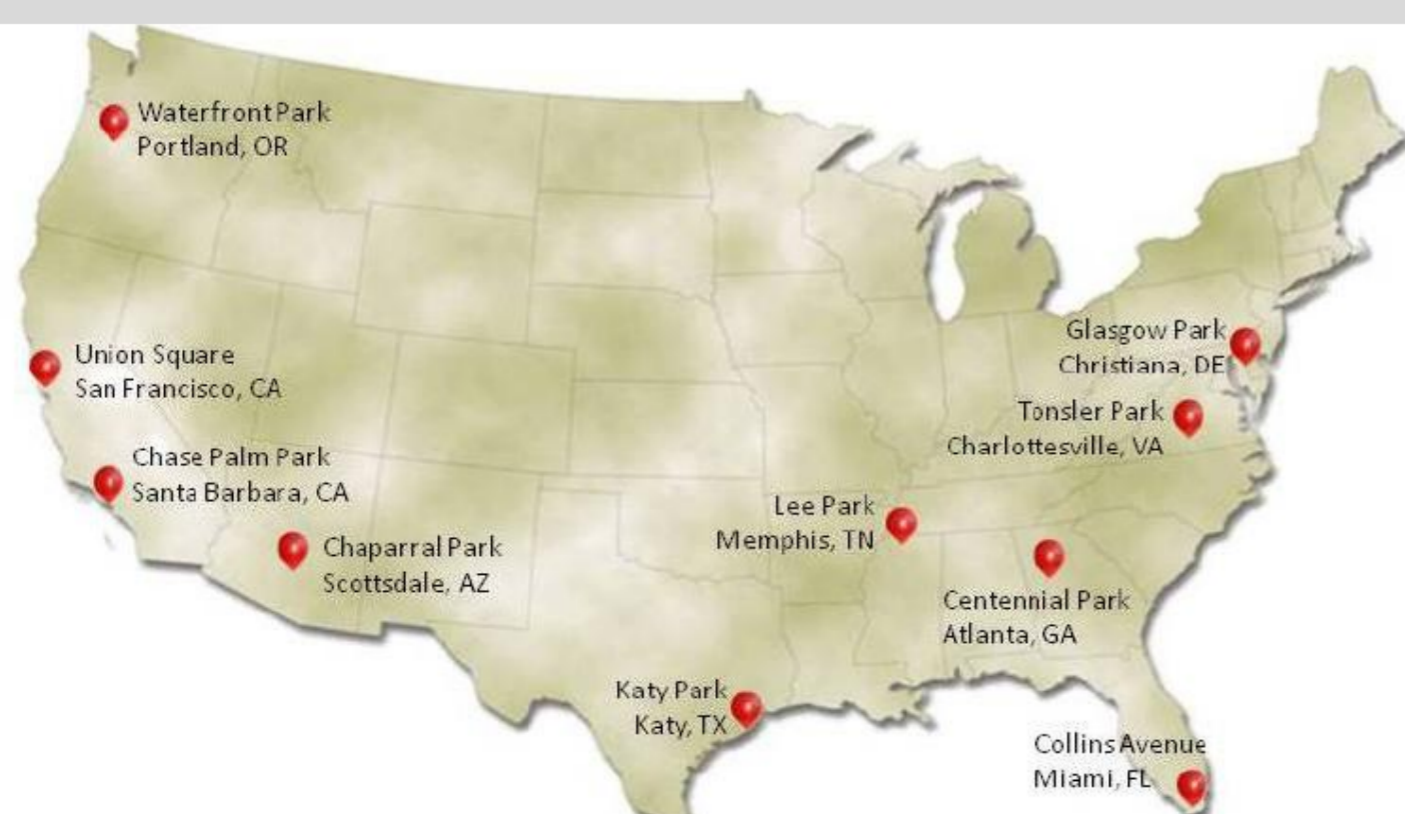 Waterfront Park
Portland, OR
Union Square
San Francisco, CA
Chase Palm Park
Santa Barbara, CA
Chaparral Park
Scottsdale, AZ
Glasgow Park
Christiana, DE
Tonsler Park
Charlottesville, VA
Lee Park
Memphis, TN
Centennial Park
Atlanta, GA
Katy Park
Katy, TX
Collins Avenue
Miami, FL